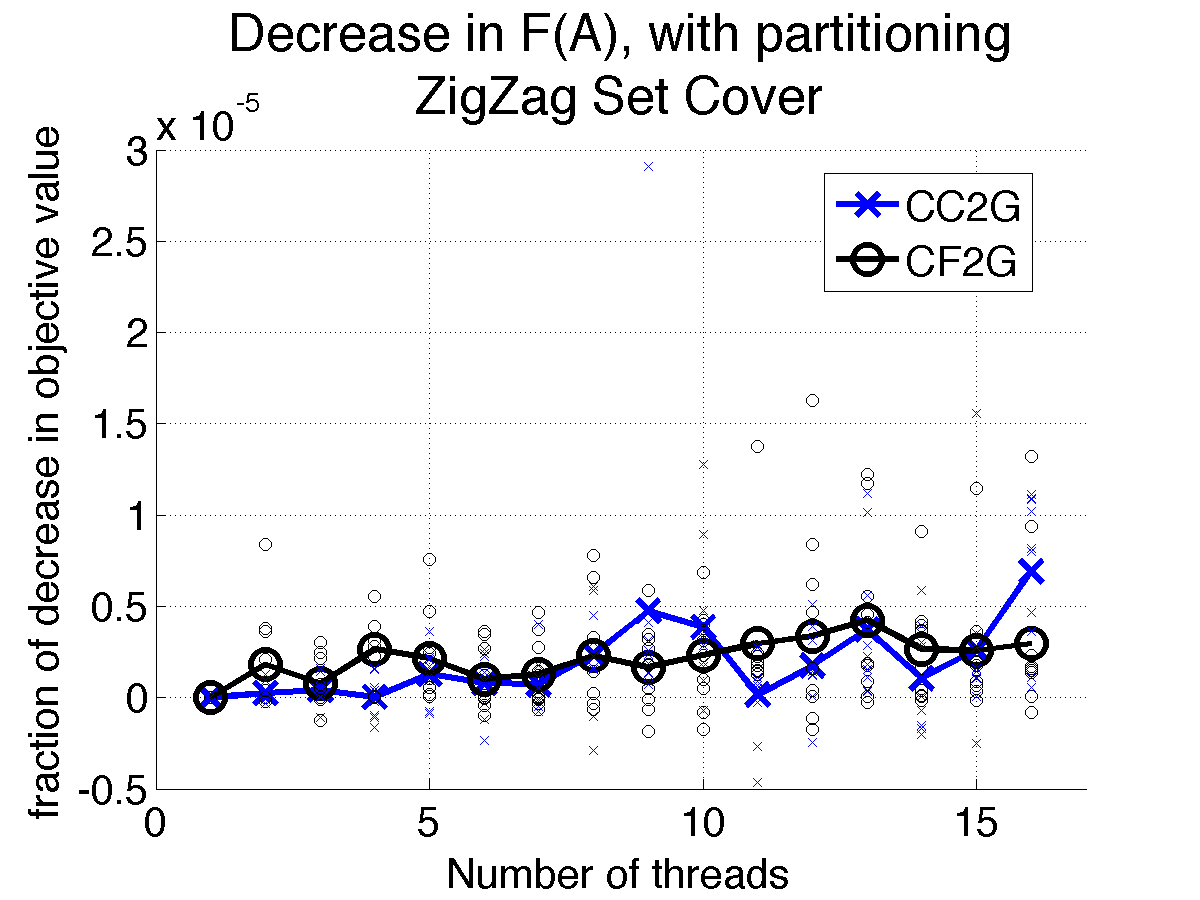 Decrease in F(A), with partitioning
ZigZag Set Cover
x 10^-5
3
2.5
2
1.5
1
0.5
0
-0.5
fraction of decrease in objective value
CC2G
CF2G
0 5 10 15
Number of threads